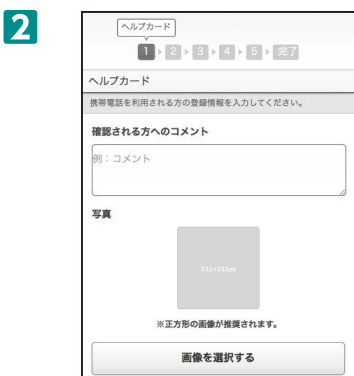 2
ヘルプカード
1 2 3 4 5 完了
ヘルプカード
携帯電話を利用される方の登録情報を入力してください。
確認される方へのコメント
例：コメント
写真
332×332px
※正方形の画像が推奨されます。
画像を選択する